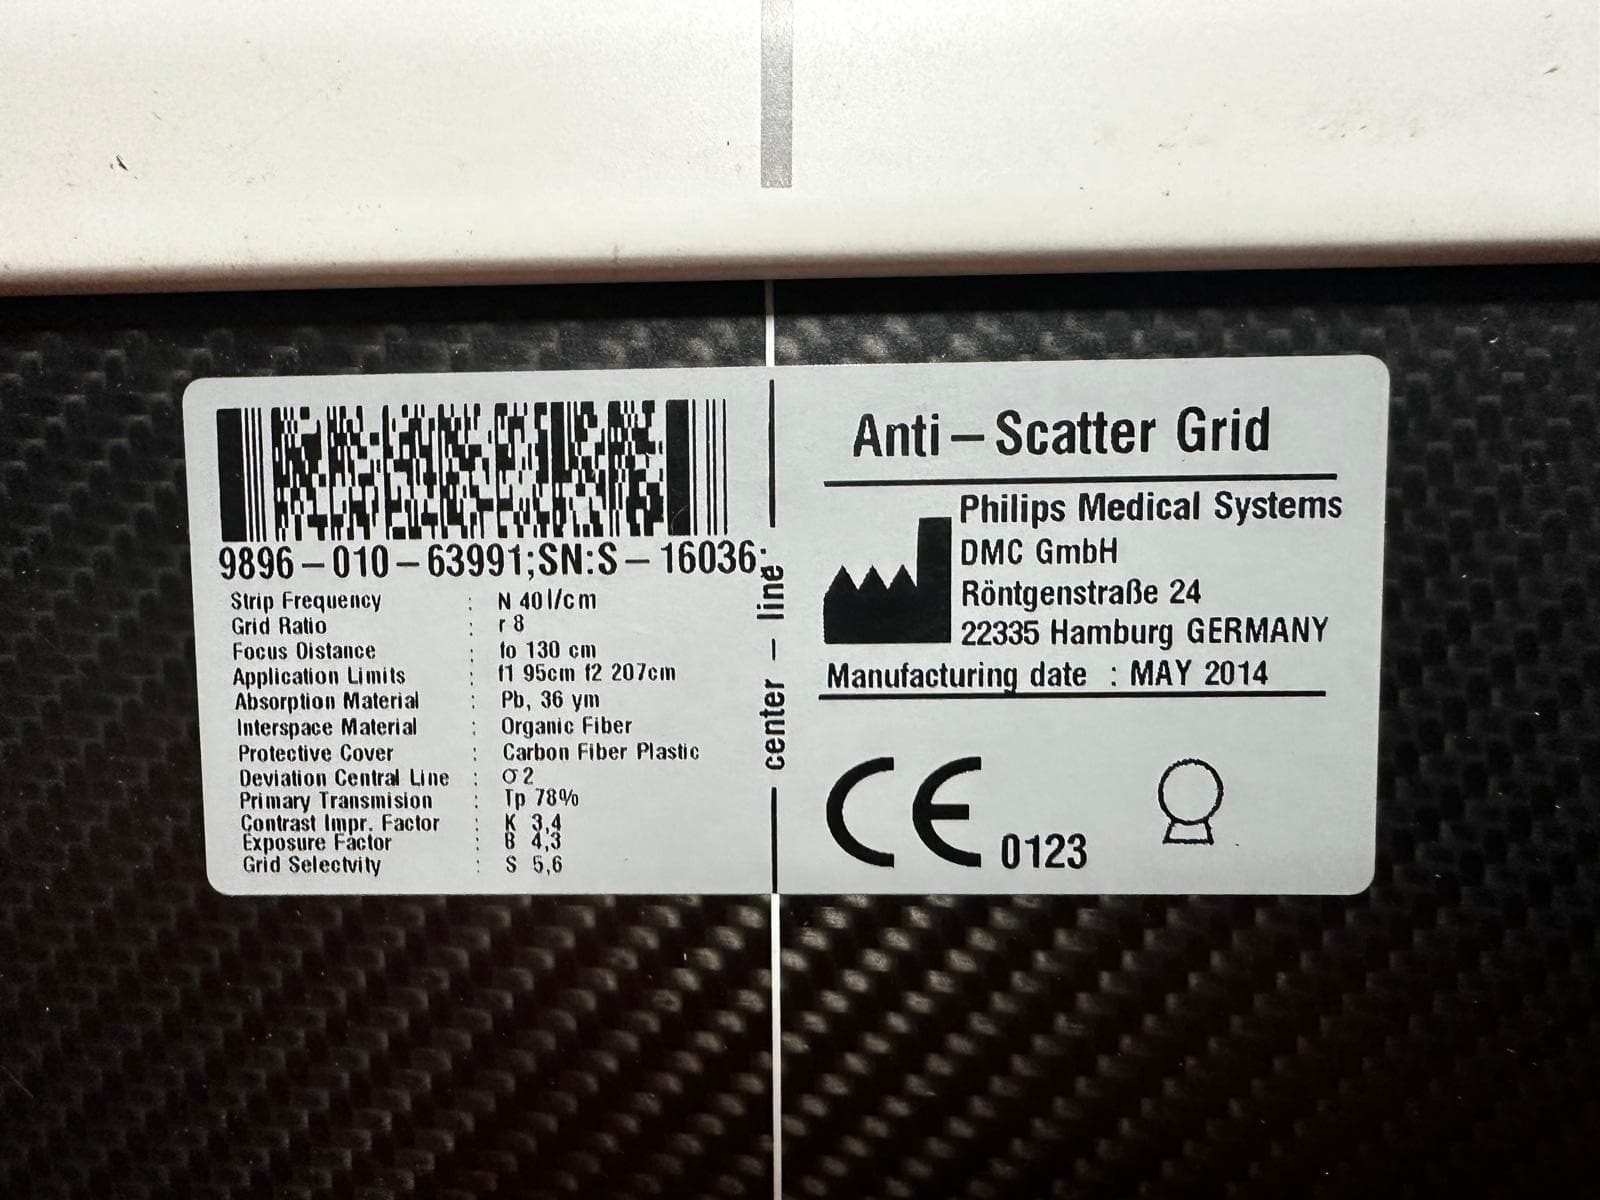 9896-010-63991;SN:S-16036;
Strip Frequency : N 40 l/cm
Grid Ratio : r 8
Focus Distance : fo 130 cm
Application Limits : f1 95cm f2 207cm
Absorption Material : Pb, 36 ym
Interspace Material : Organic Fiber
Protective Cover : Carbon Fiber Plastic
Deviation Central Line : σ 2
Primary Transmision : Tp 78%
Contrast Impr. Factor : K 3,4
Exposure Factor : B 4,3
Grid Selectvity : S 5,6
center - line
Anti-Scatter Grid
Philips Medical Systems
DMC GmbH
Röntgenstraße 24
22335 Hamburg GERMANY
Manufacturing date : MAY 2014
CE 0123